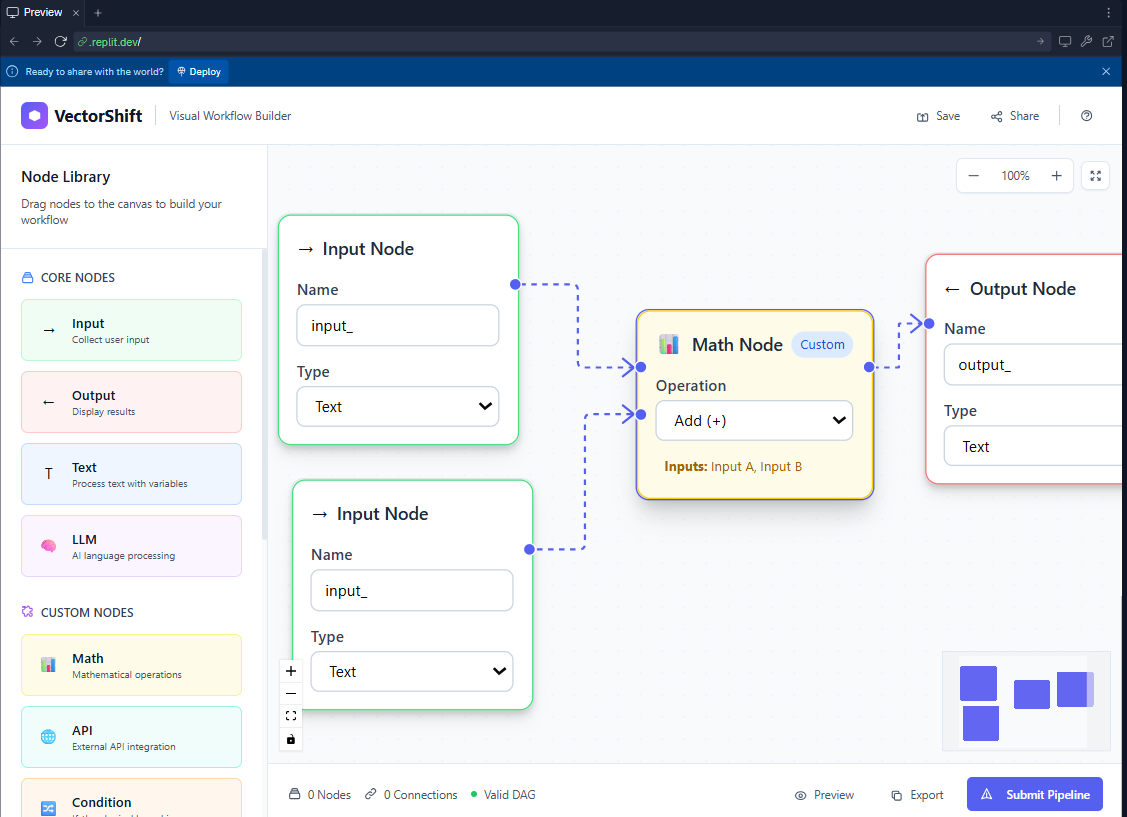 Preview
.replit.dev/
Ready to share with the world?
Deploy
VectorShift
Visual Workflow Builder
Save
Share
Node Library
Drag nodes to the canvas to build your
workflow
100%
CORE NODES
→ Input
Collect user input
← Output
Display results
T Text
Process text with variables
LLM
AI language processing
CUSTOM NODES
Math
Mathematical operations
API
External API integration
Condition
→ Input Node
Name
input_
Type
Text
→ Input Node
Name
input_
Type
Text
Math Node
Custom
Operation
Add (+)
Inputs: Input A, Input B
← Output Node
Name
output_
Type
Text
0 Nodes
0 Connections
Valid DAG
Preview
Export
Submit Pipeline